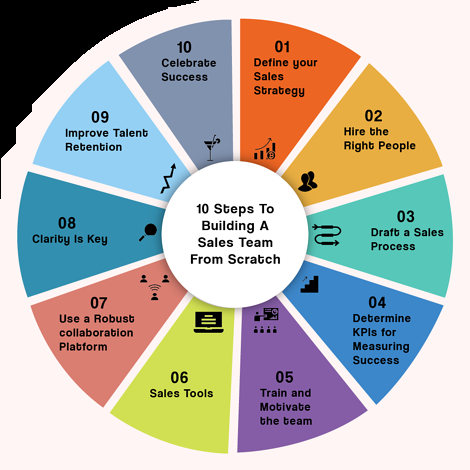 10 Steps To
Building A
Sales Team
From Scratch
01
Define your
Sales
Strategy
02
Hire the
Right People
03
Draft a Sales
Process
04
Determine
KPIs for
Measuring
Success
05
Train and
Motivate
the team
06
Sales Tools
07
Use a Robust
collaboration
Platform
08
Clarity Is Key
09
Improve Talent
Retention
10
Celebrate
Success